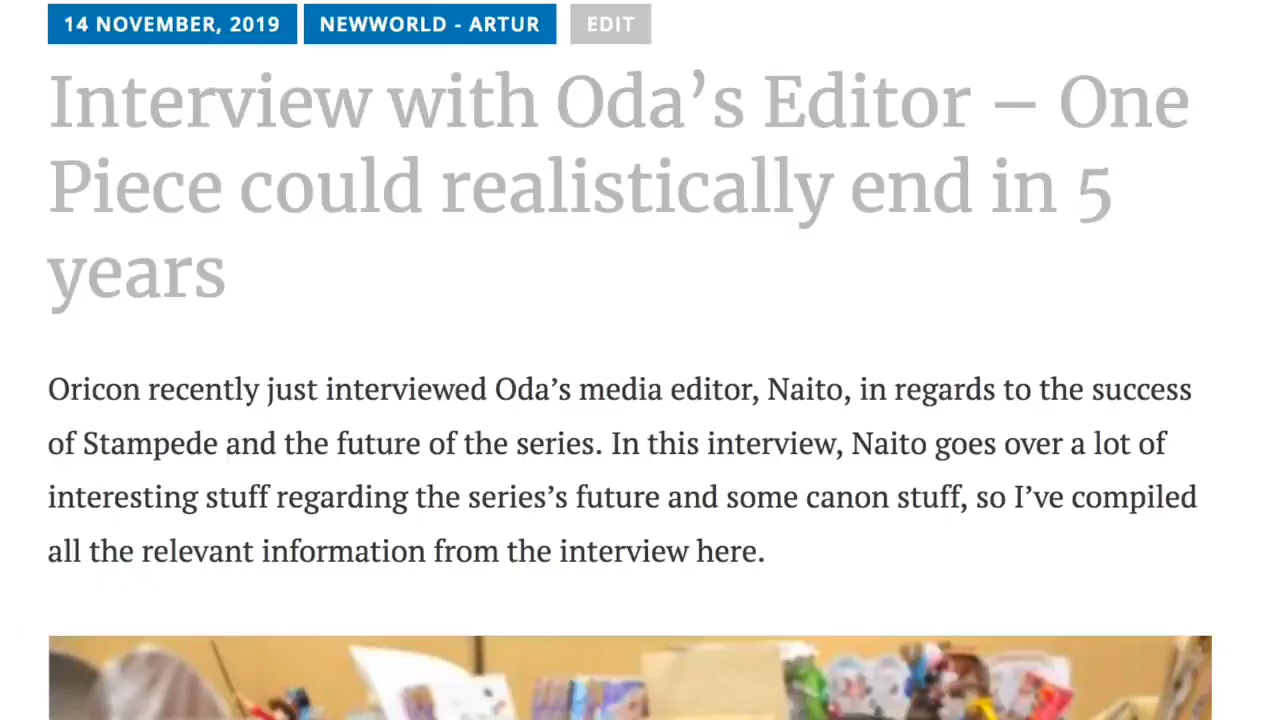 14 NOVEMBER, 2019 NEWWORLD - ARTUR EDIT
Interview with Oda’s Editor – One
Piece could realistically end in 5
years
Oricon recently just interviewed Oda’s media editor, Naito, in regards to the success
of Stampede and the future of the series. In this interview, Naito goes over a lot of
interesting stuff regarding the series’s future and some canon stuff, so I’ve compiled
all the relevant information from the interview here.